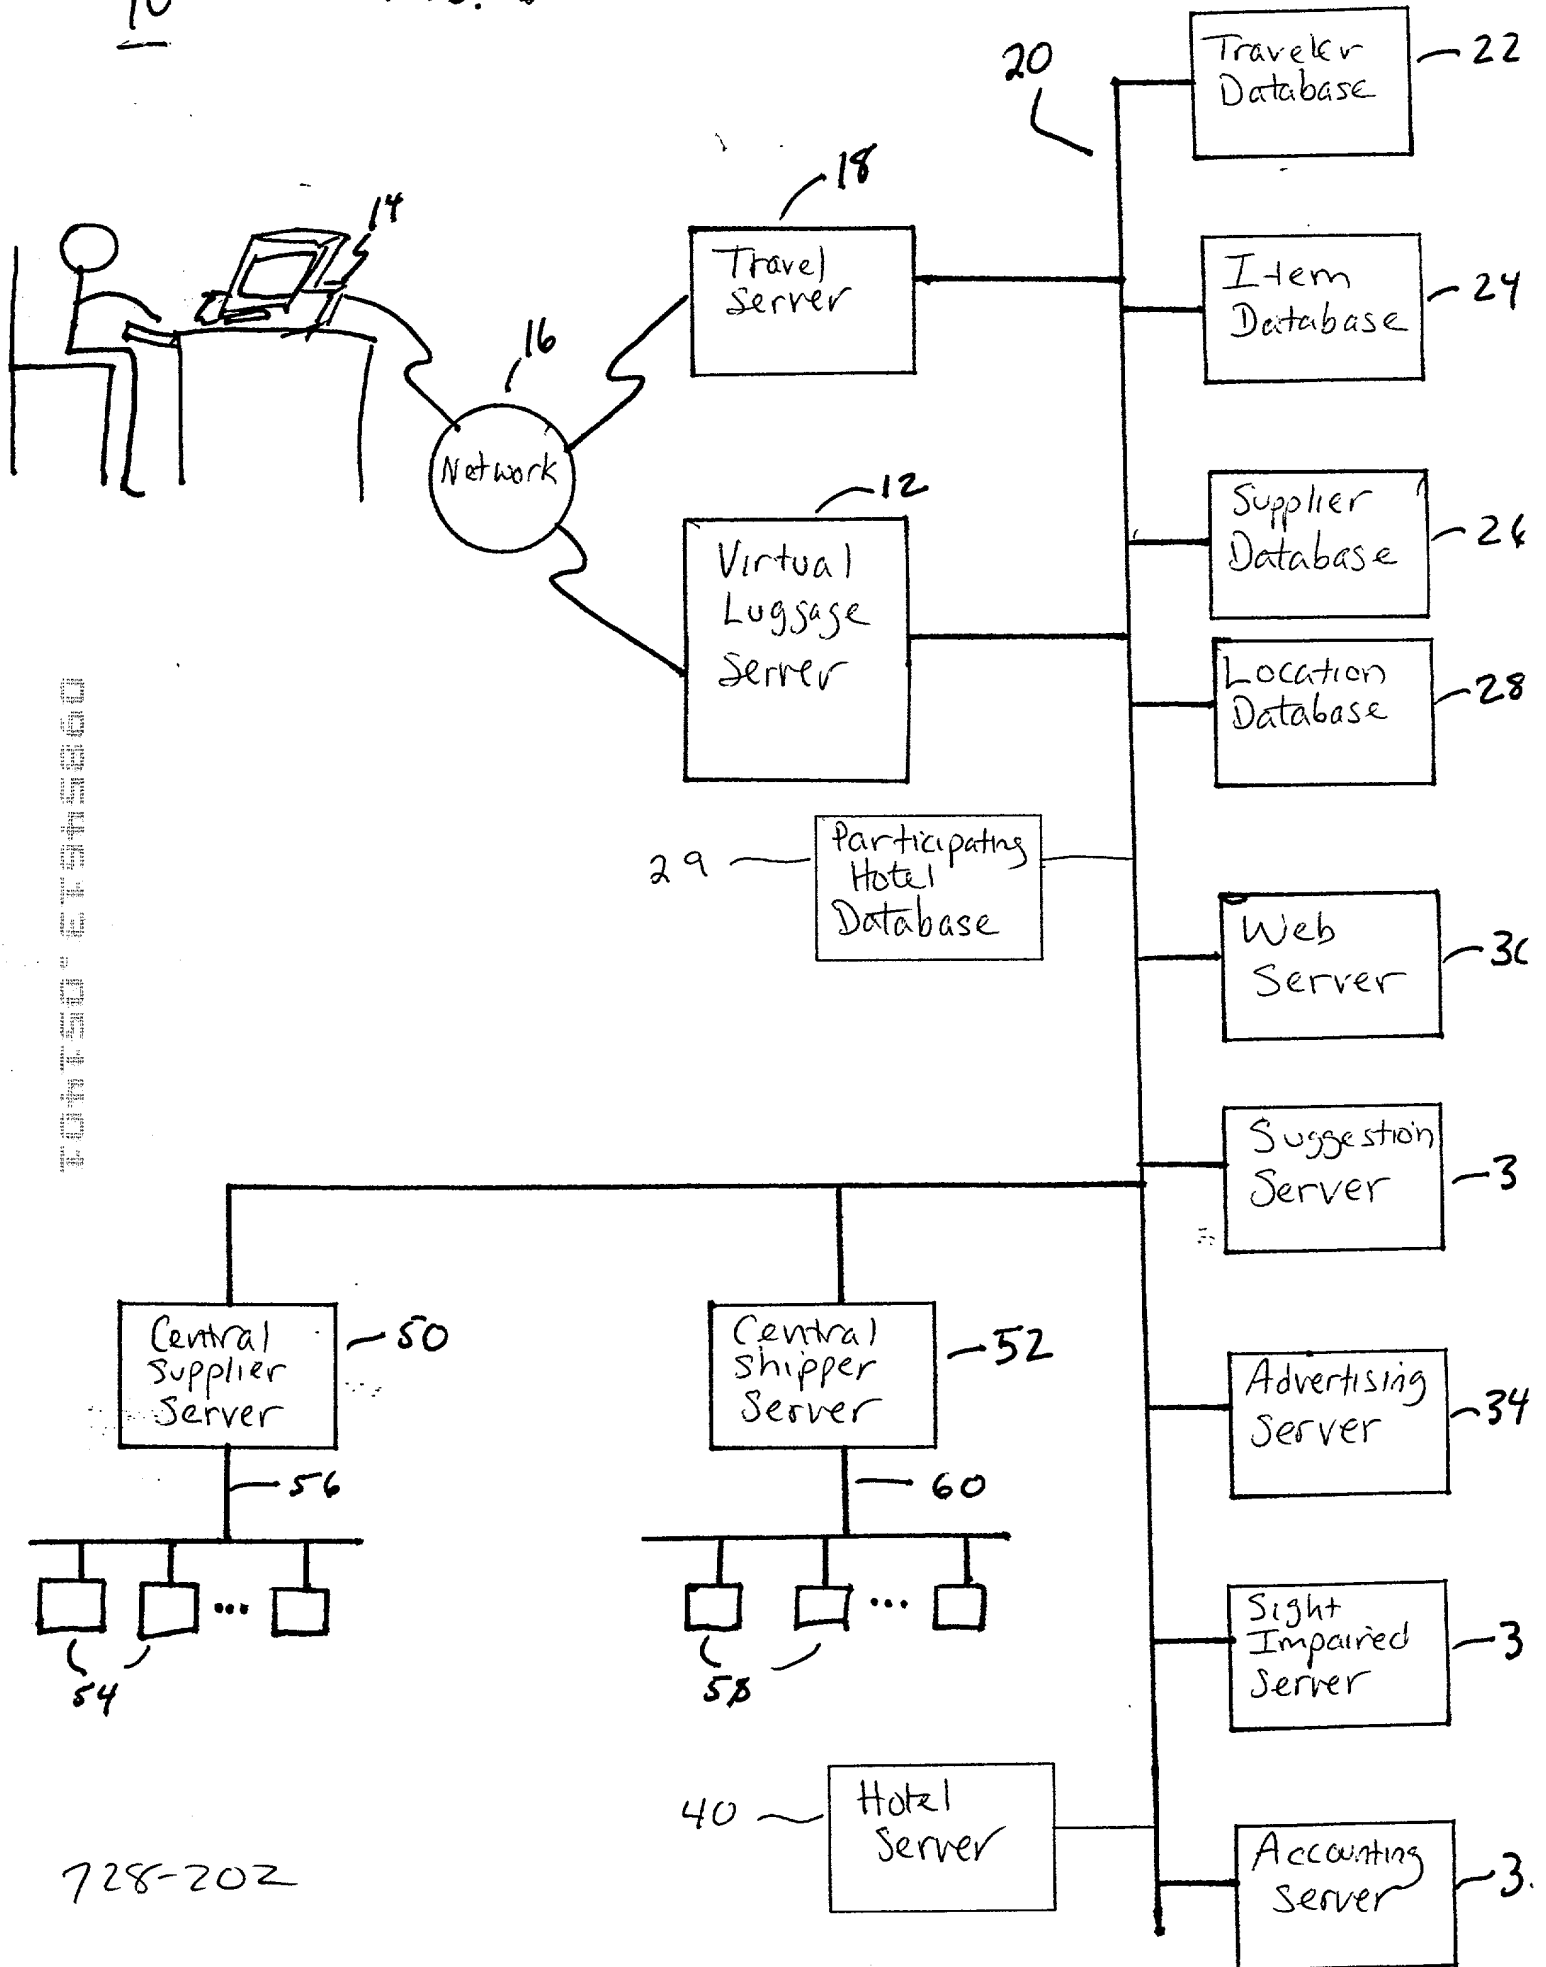 10
20
Traveler
Database
22
18
14
Travel
Server
Item
Database
24
16
Network
12
Virtual
Luggage
Server
Supplier
Database
26
Location
Database
28
29
Participating
Hotel
Database
Web
Server
Suggestion
Server
3
Central
Supplier
Server
50
Central
Shipper
Server
52
Advertising
Server
34
56
60
54
58
Sight
Impaired
Server
3
40
Hotel
Server
Accounting
Server
3
728-202